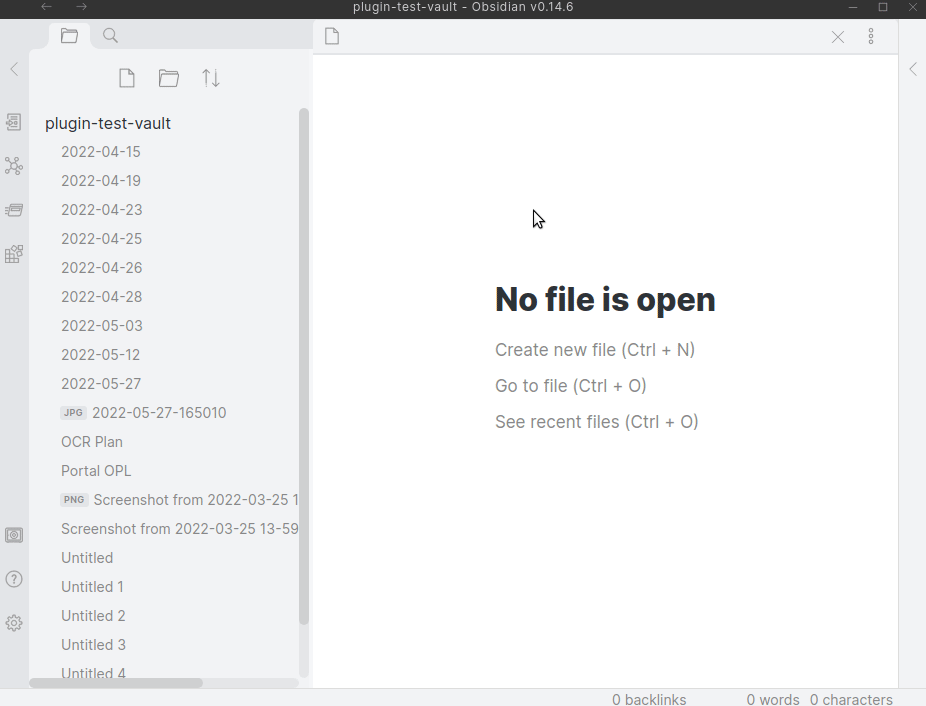 plugin-test-vault - Obsidian v0.14.6
plugin-test-vault
2022-04-15
2022-04-19
2022-04-23
2022-04-25
2022-04-26
2022-04-28
2022-05-03
2022-05-12
2022-05-27
JPG 2022-05-27-165010
OCR Plan
Portal OPL
PNG Screenshot from 2022-03-25 1
Screenshot from 2022-03-25 13-59
Untitled
Untitled 1
Untitled 2
Untitled 3
Untitled 4
No file is open
Create new file (Ctrl + N)
Go to file (Ctrl + O)
See recent files (Ctrl + O)
0 backlinks
0 words 0 characters